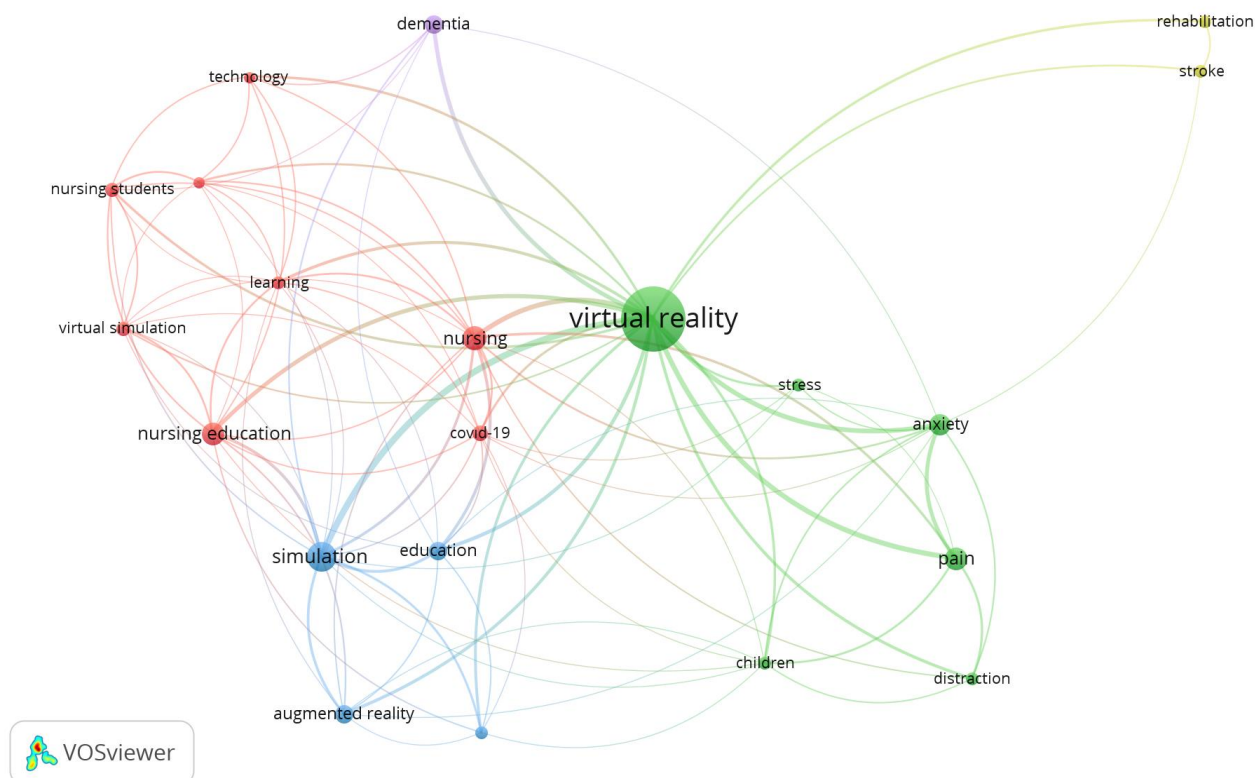 dementia
rehabilitation
technology
stroke
nursing students
learning
virtual simulation
virtual reality
nursing
stress
nursing education
covid-19
anxiety
simulation
education
pain
children
distraction
augmented reality
VOSviewer